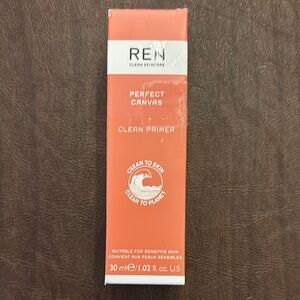 REN
CLEAN SKINCARE
PERFECT
CANVAS
CLEAN PRIMER
CLEAN TO SKIN
CLEAN TO PLANET
SUITABLE FOR SENSITIVE SKIN
CONVIENT AUX PEAUX SENSIBLES
30 ml ℮/1.02 fl. oz. U.S